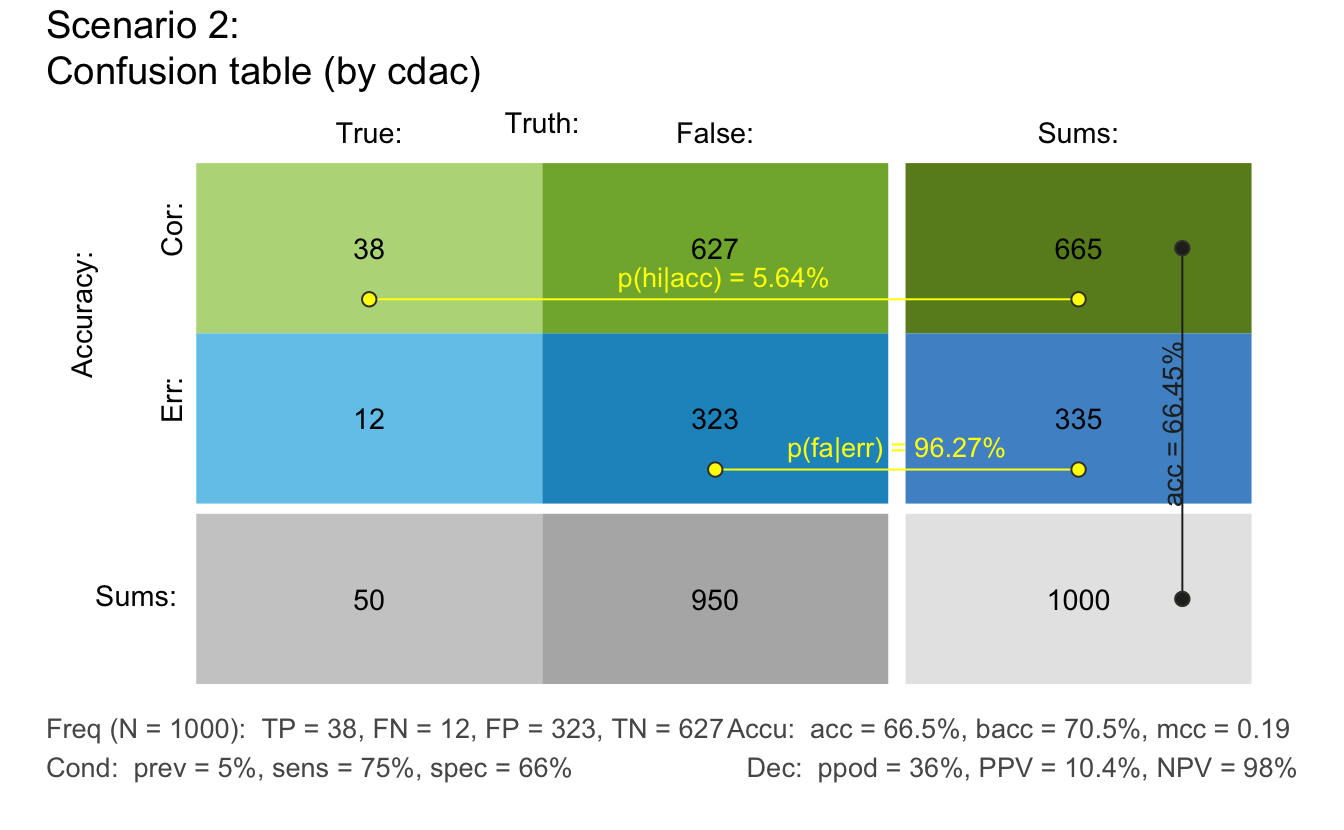 Scenario 2:
Confusion table (by cdac)
Truth:
True:
False:
Sums:
Accuracy:
Cor:
38
627
665
p(hi|acc) = 5.64%
Err:
12
323
335
p(fa|err) = 96.27%
acc = 66.45%
Sums:
50
950
1000
Freq (N = 1000):  TP = 38, FN = 12, FP = 323, TN = 627
Accu:  acc = 66.5%, bacc = 70.5%, mcc = 0.19
Cond:  prev = 5%, sens = 75%, spec = 66%
Dec:  ppod = 36%, PPV = 10.4%, NPV = 98%